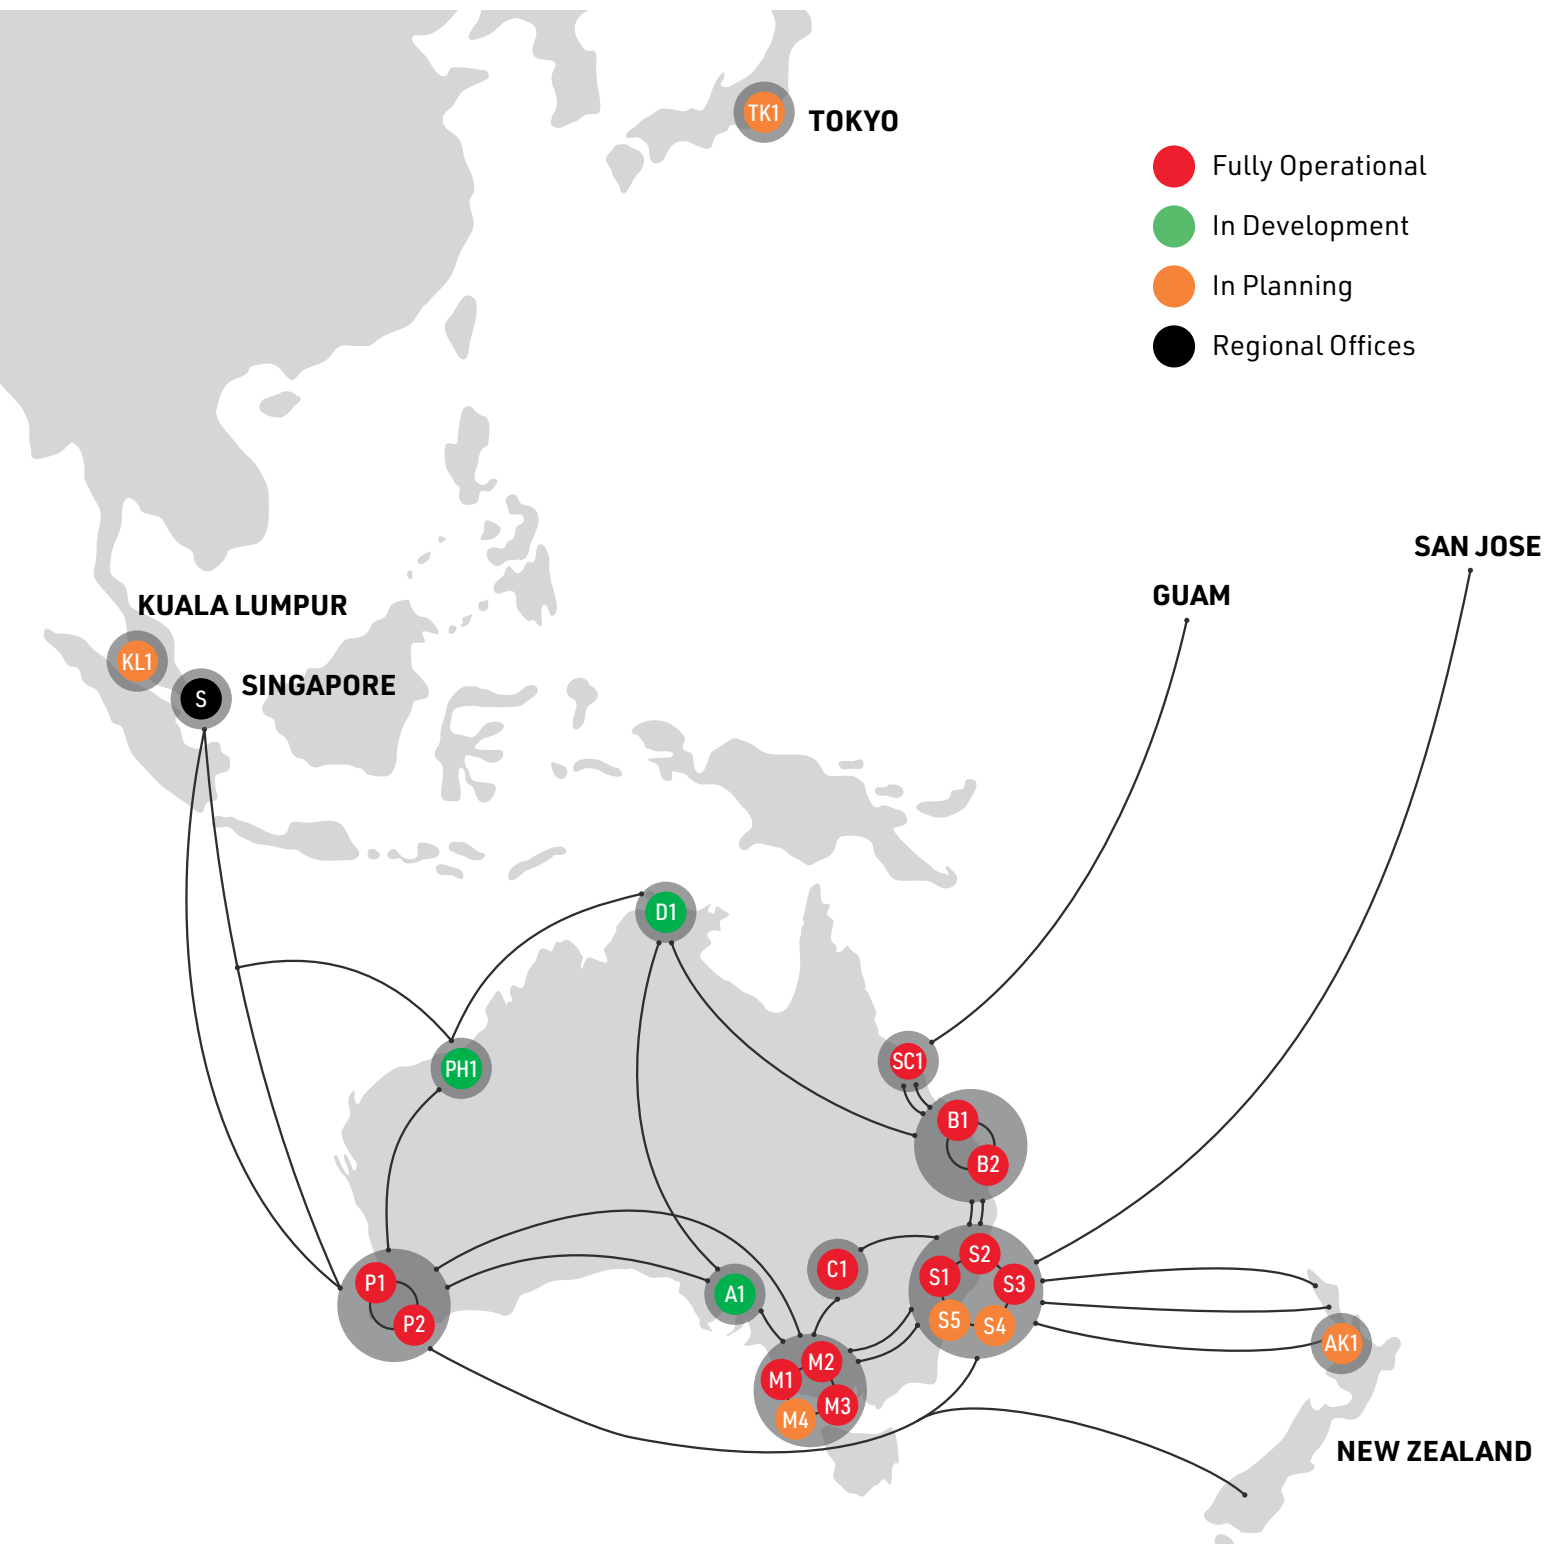 TK1
TOKYO
Fully Operational
In Development
In Planning
Regional Offices
SAN JOSE
GUAM
KUALA LUMPUR
KL1
SINGAPORE
S
D1
SC1
PH1
B1
B2
S2
C1
S1
S3
P1
A1
S5
S4
P2
AK1
M2
M1
M3
M4
NEW ZEALAND